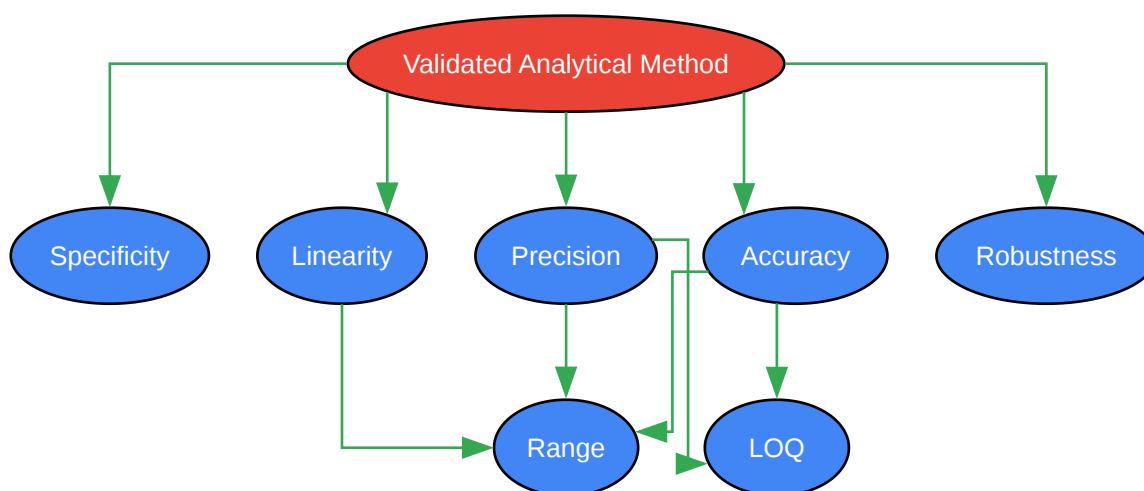 Validated Analytical Method
Specificity
Linearity
Precision
Accuracy
Robustness
Range
LOQ